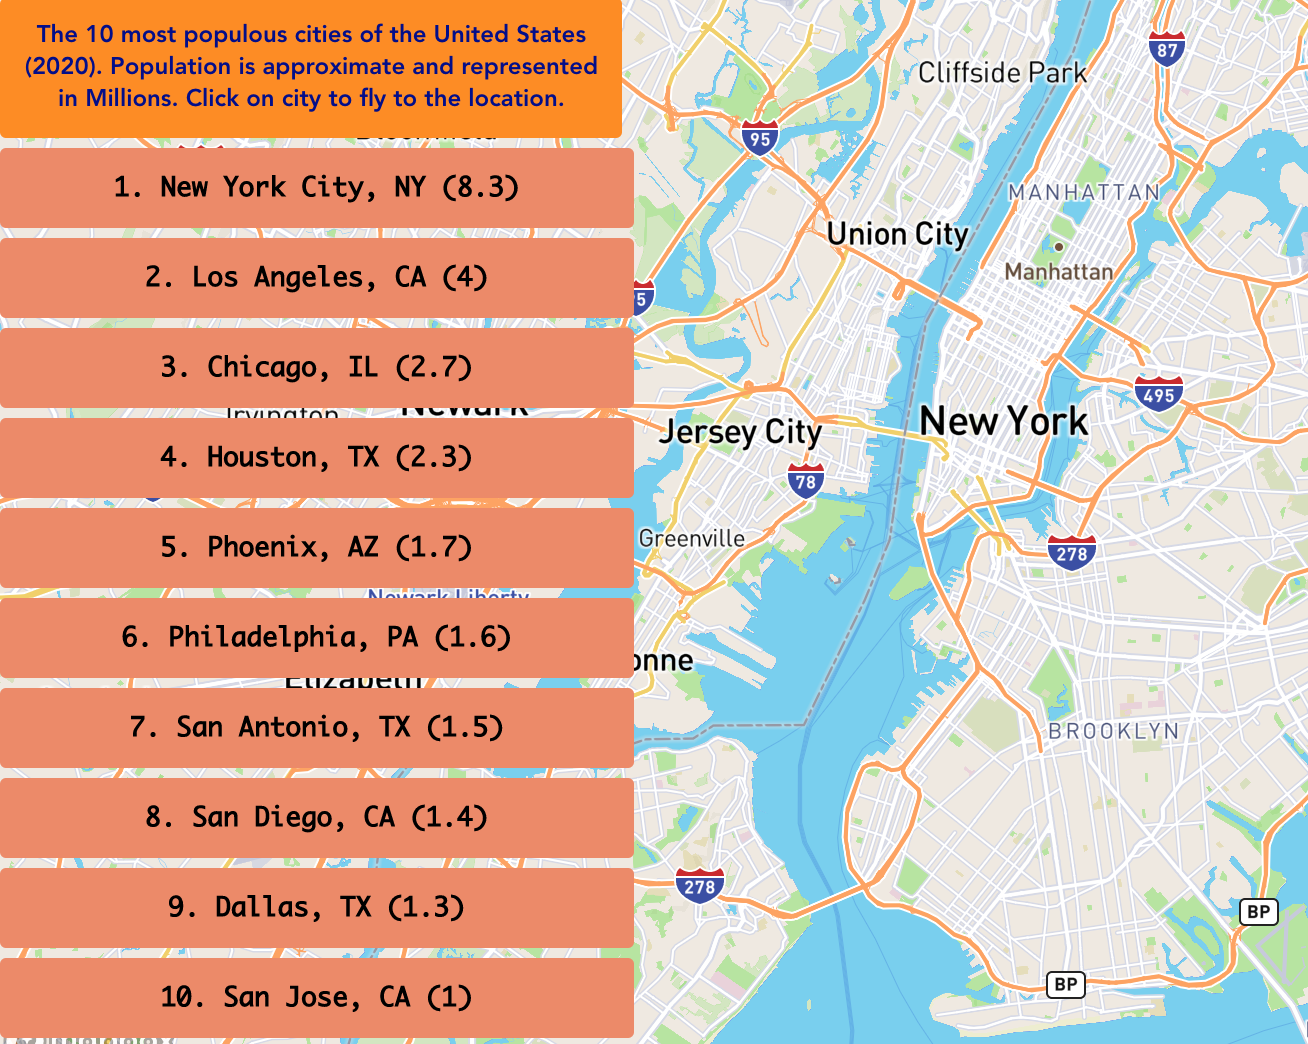 The 10 most populous cities of the United States
(2020). Population is approximate and represented
in Millions. Click on city to fly to the location.
1. New York City, NY (8.3)
2. Los Angeles, CA (4)
3. Chicago, IL (2.7)
4. Houston, TX (2.3)
5. Phoenix, AZ (1.7)
6. Philadelphia, PA (1.6)
7. San Antonio, TX (1.5)
8. San Diego, CA (1.4)
9. Dallas, TX (1.3)
10. San Jose, CA (1)
87
Cliffside Park
95
MANHATTAN
Union City
Manhattan
495
New York
Jersey City
78
Greenville
278
Irvington
Newark
Newark Liberty
Elizabeth
BROOKLYN
278
BP
BP